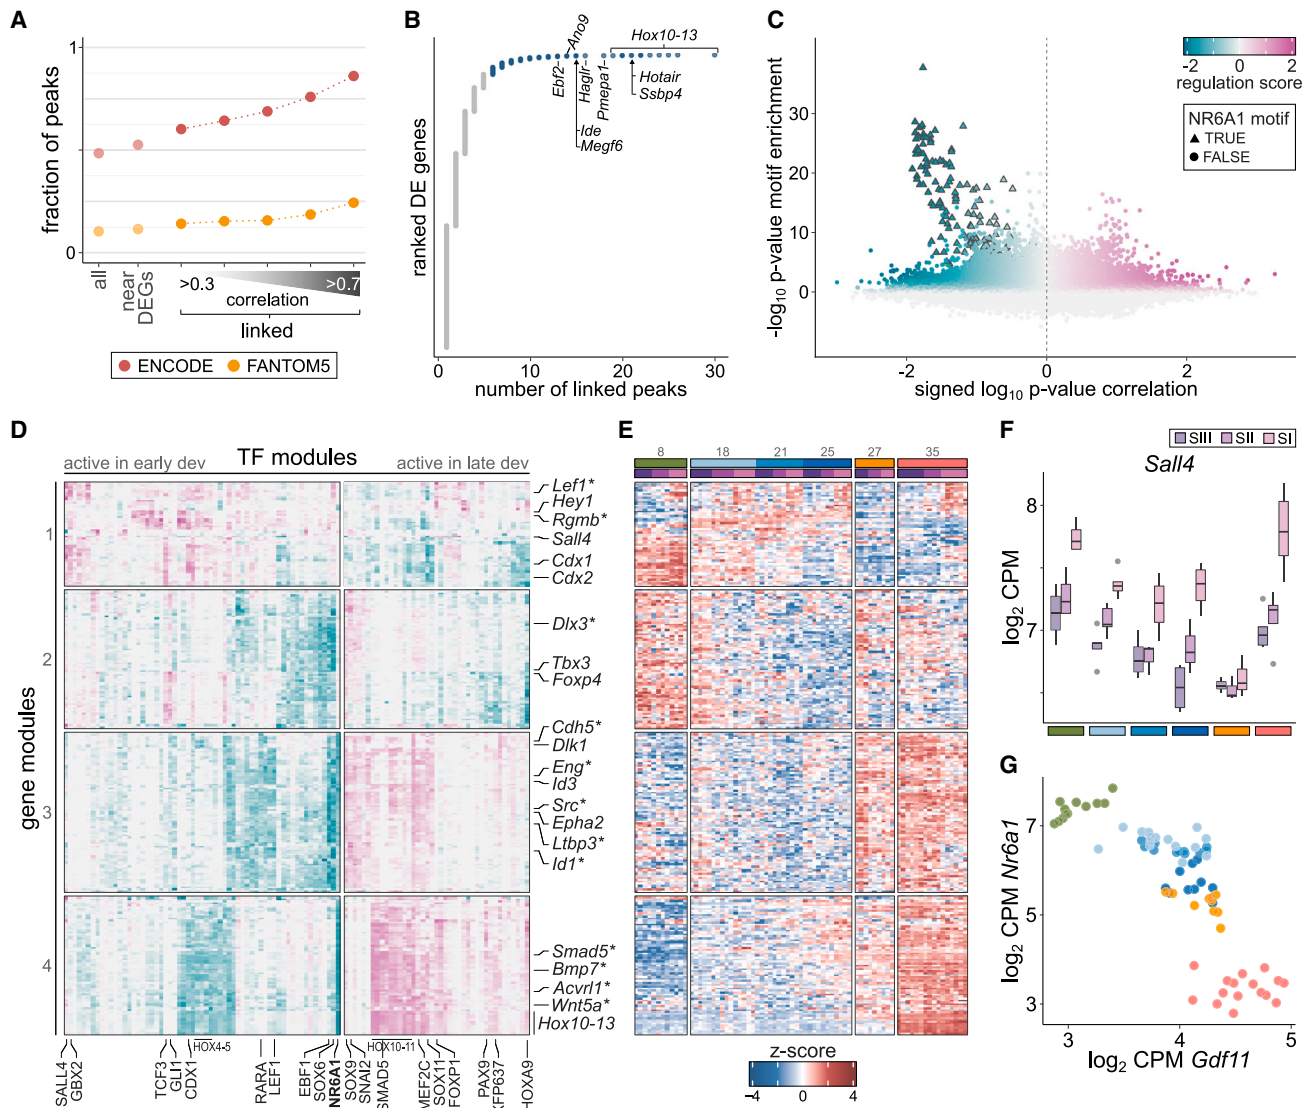 A
1
0
fraction of peaks
all
near
DEGs
>0.3
>0.7
correlation
linked
ENCODE
FANTOM5
B
ranked DE genes
Ano9
Hox10-13
Ebf2
Haglr
Pmepa1
Hotair
Ssbp4
Ide
Megf6
0
10
20
30
number of linked peaks
C
-log10 p-value motif enrichment
30
20
10
0
-2
0
2
signed log10 p-value correlation
-2
0
2
regulation score
NR6A1 motif
TRUE
FALSE
D
TF modules
active in early dev
active in late dev
gene modules
1
2
3
4
Lef1*
Hey1
Rgmb*
Sall4
Cdx1
Cdx2
Dlx3*
Tbx3
Foxp4
Cdh5*
Dlk1
Eng*
Id3
Src*
Epha2
Ltbp3*
Id1*
Smad5*
Bmp7*
Acvrl1*
Wnt5a*
Hox10-13
SALL4
GBX2
TCF3
GLI1
CDX1
HOX4-5
RARA
LEF1
EBF1
SOX6
NR6A1
SOX9
SNAI2
SMAD5
HOX10-11
MEF2C
SOX11
FOXP1
PAX9
ZFP637
HOXA9
E
8
18
21
25
27
35
z-score
-4
0
4
F
SIII
SII
SI
Sall4
log2 CPM
8
7
G
log2 CPM Nr6a1
7
5
3
3
4
5
log2 CPM Gdf11